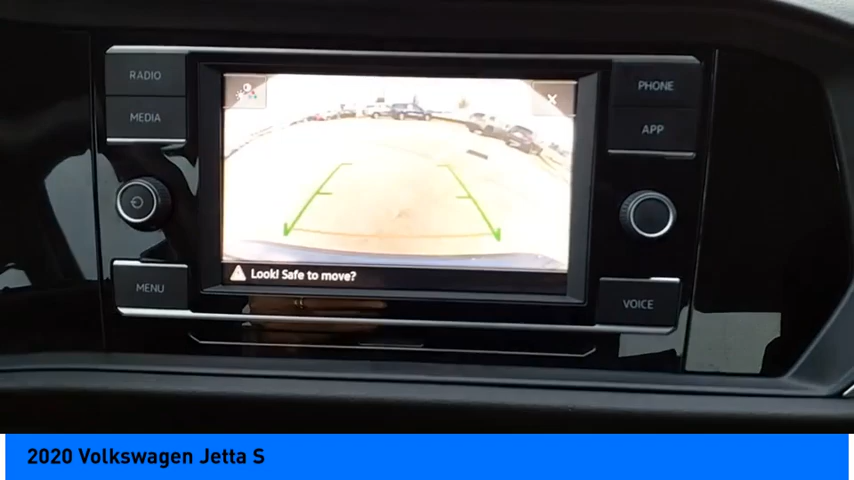 RADIO
MEDIA
PHONE
APP
MENU
VOICE
Look! Safe to move?
2020 Volkswagen Jetta S